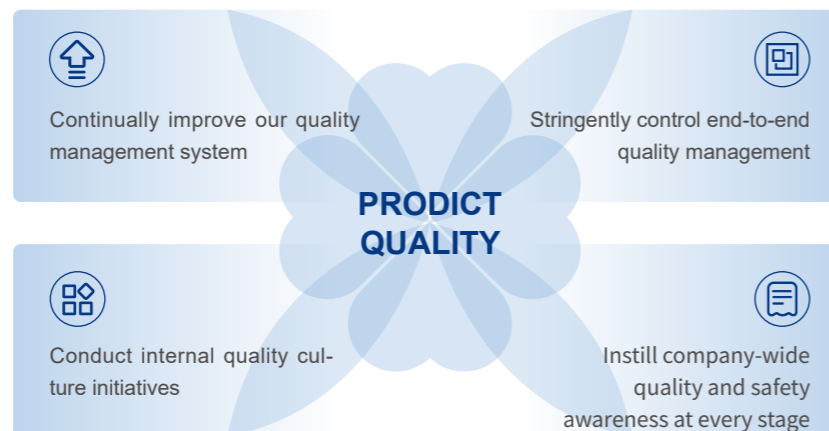 Continually improve our quality
management system
Stringently control end-to-end
quality management
PRODICT
QUALITY
Conduct internal quality cul-
ture initiatives
Instill company-wide
quality and safety
awareness at every stage